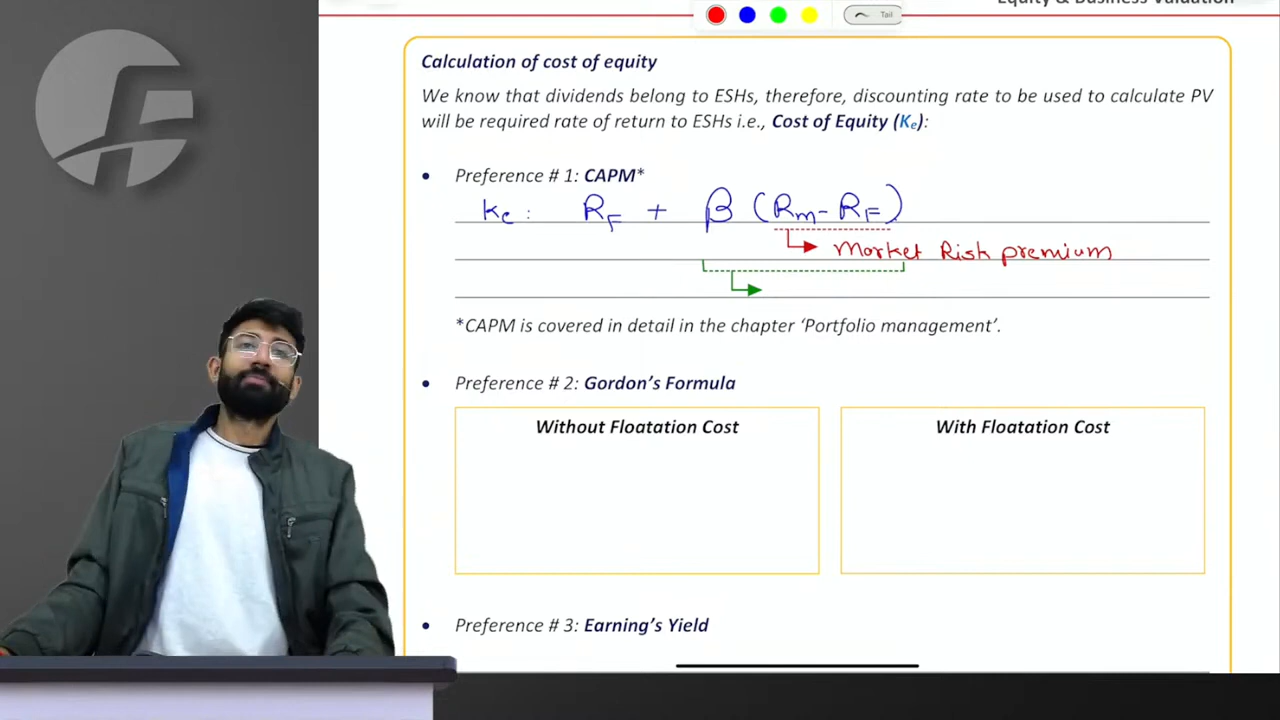 Equity & Business Valuation
Tail
Calculation of cost of equity
We know that dividends belong to ESHs, therefore, discounting rate to be used to calculate PV
will be required rate of return to ESHs i.e., Cost of Equity (Ke):
• Preference # 1: CAPM*
Ke: RF + β (Rm - RF)
Market Risk premium
*CAPM is covered in detail in the chapter ‘Portfolio management’.
• Preference # 2: Gordon’s Formula
Without Floatation Cost
With Floatation Cost
• Preference # 3: Earning’s Yield